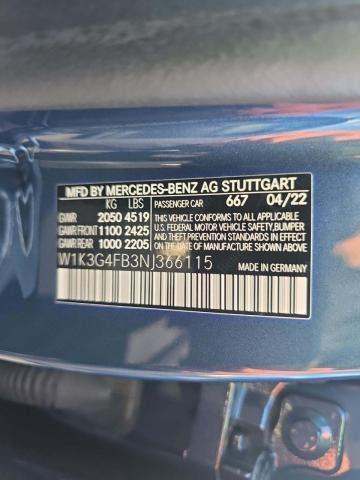 MFD BY MERCEDES-BENZ AG STUTTGART
KG LBS PASSENGER CAR 667 04/22
GAWR 2050 4519
GAWR FRONT 1100 2425
GAWR REAR 1000 2205
THIS VEHICLE CONFORMS TO ALL APPLICABLE
U.S. FEDERAL MOTOR VEHICLE SAFETY, BUMPER,
AND THEFT PREVENTION STANDARDS IN EFFECT
ON THE DATE OF MANUFACTURE SHOWN ABOVE.
W1K3G4FB3NJ366115
MADE IN GERMANY